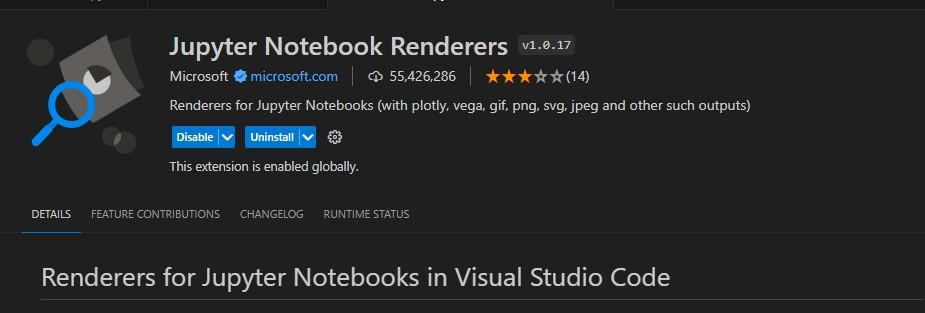 Jupyter Notebook Renderers v1.0.17
Microsoft microsoft.com 55,426,286 (14)
Renderers for Jupyter Notebooks (with plotly, vega, gif, png, svg, jpeg and other such outputs)
Disable Uninstall
This extension is enabled globally.
DETAILS FEATURE CONTRIBUTIONS CHANGELOG RUNTIME STATUS
Renderers for Jupyter Notebooks in Visual Studio Code